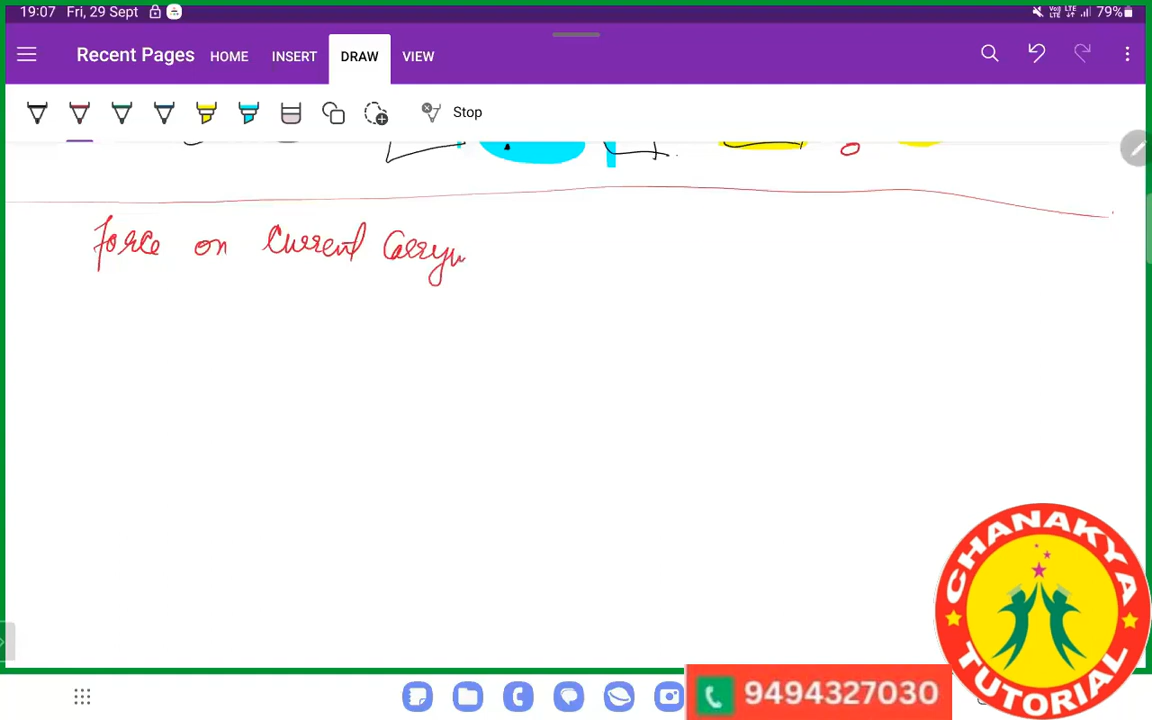 19:07 Fri, 29 Sept 79%
Recent Pages HOME INSERT DRAW VIEW
Stop
Force on Current Carryin
CHANAKYA
TUTORIAL
9494327030